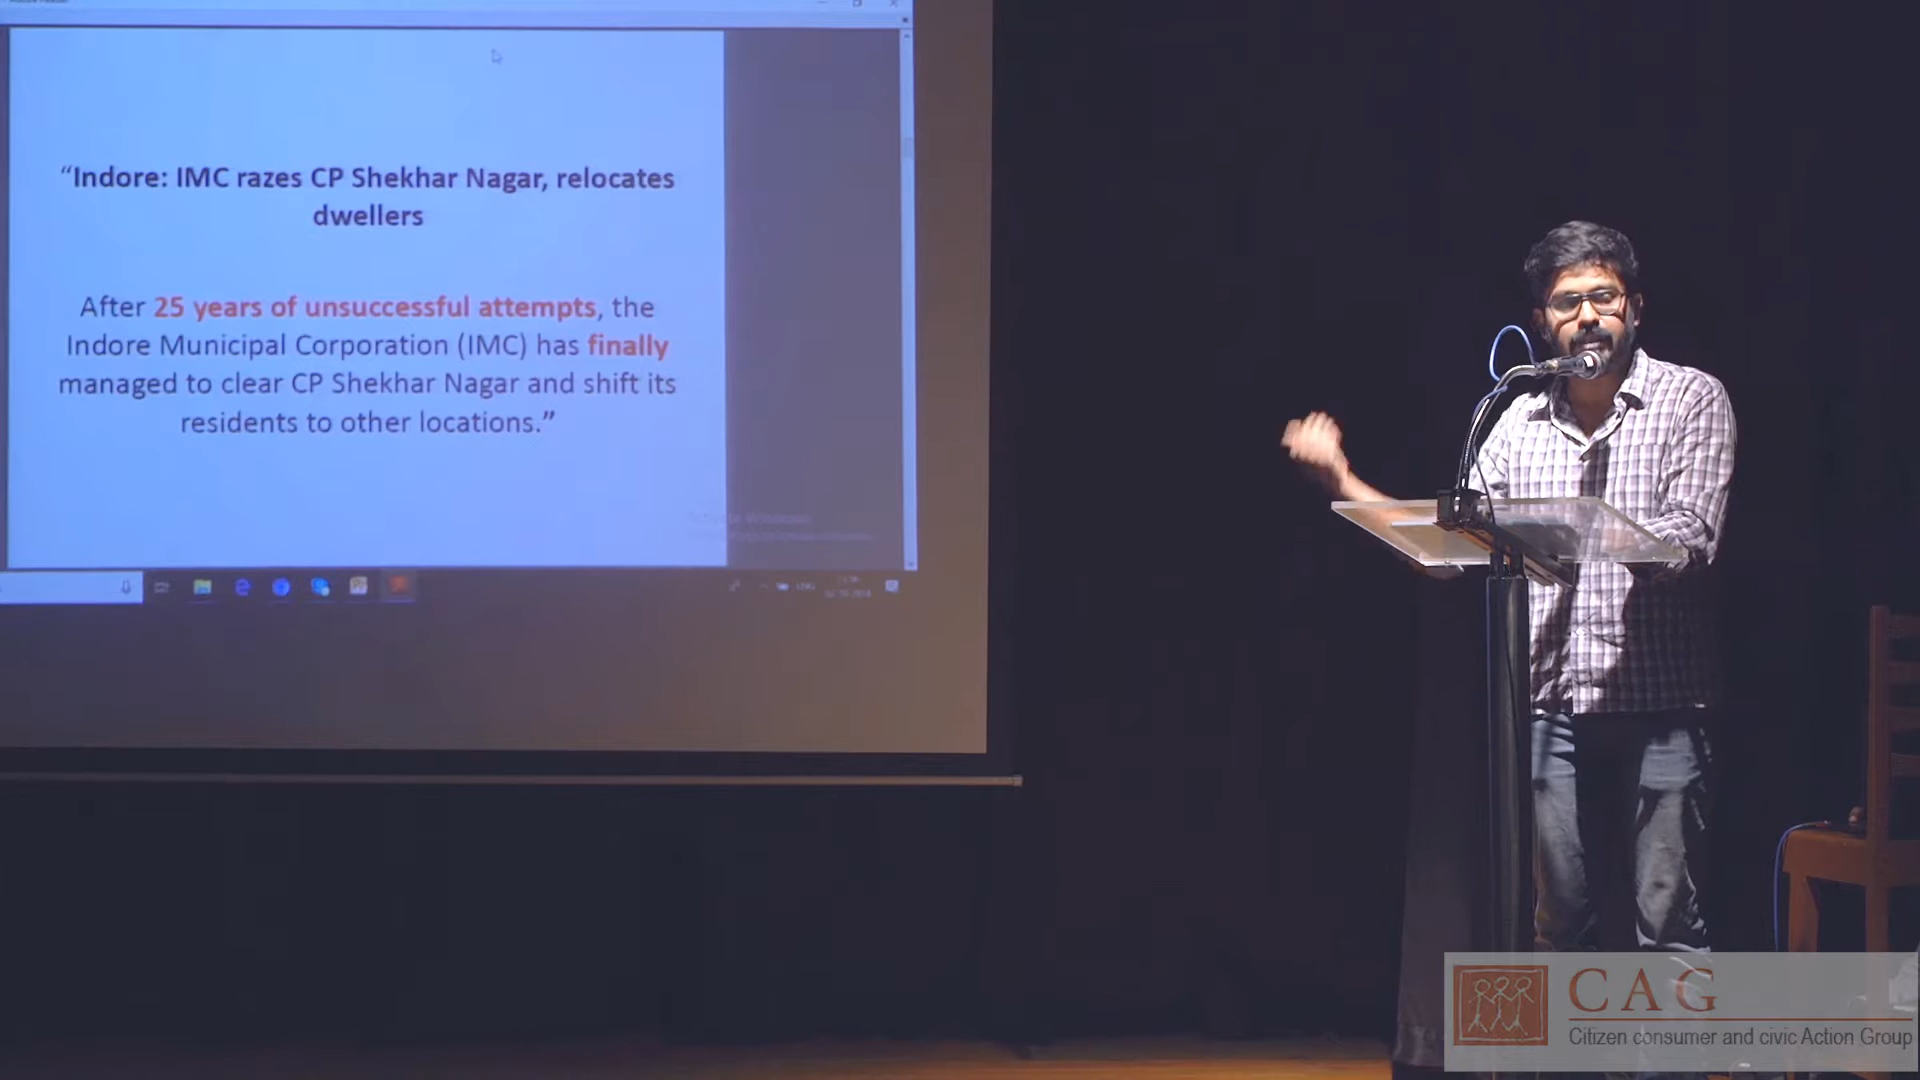 “Indore: IMC razes CP Shekhar Nagar, relocates
dwellers
After 25 years of unsuccessful attempts, the
Indore Municipal Corporation (IMC) has finally
managed to clear CP Shekhar Nagar and shift its
residents to other locations.”
CAG
Citizen consumer and civic Action Group